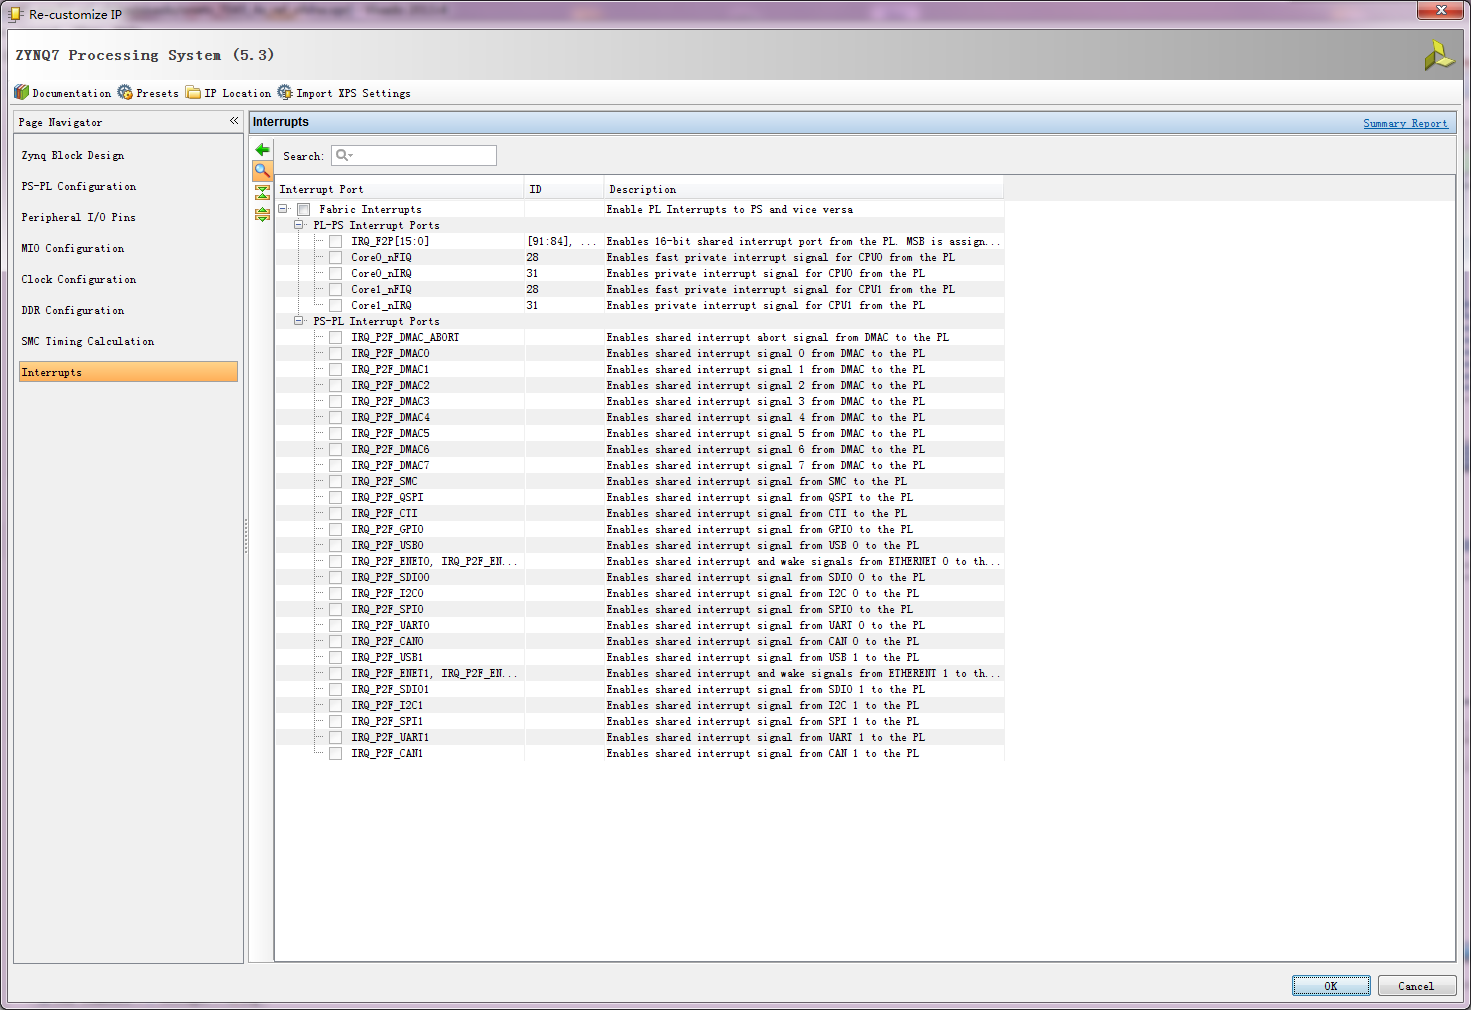 Re-customize IP
ZYNQ7 Processing System (5.3)
Documentation Presets IP Location Import XPS Settings
Page Navigator «
Interrupts
Summary Report
Zynq Block Design
PS-PL Configuration
Peripheral I/O Pins
MIO Configuration
Clock Configuration
DDR Configuration
SMC Timing Calculation
Interrupts
Search:
Interrupt Port ID Description
Fabric Interrupts Enable PL Interrupts to PS and vice versa
PL-PS Interrupt Ports
IRQ_F2P[15:0] [91:84], ... Enables 16-bit shared interrupt port from the PL. MSB is assign...
Core0_nFIQ 28 Enables fast private interrupt signal for CPU0 from the PL
Core0_nIRQ 31 Enables private interrupt signal for CPU0 from the PL
Core1_nFIQ 28 Enables fast private interrupt signal for CPU1 from the PL
Core1_nIRQ 31 Enables private interrupt signal for CPU1 from the PL
PS-PL Interrupt Ports
IRQ_P2F_DMAC_ABORT Enables shared interrupt abort signal from DMAC to the PL
IRQ_P2F_DMAC0 Enables shared interrupt signal 0 from DMAC to the PL
IRQ_P2F_DMAC1 Enables shared interrupt signal 1 from DMAC to the PL
IRQ_P2F_DMAC2 Enables shared interrupt signal 2 from DMAC to the PL
IRQ_P2F_DMAC3 Enables shared interrupt signal 3 from DMAC to the PL
IRQ_P2F_DMAC4 Enables shared interrupt signal 4 from DMAC to the PL
IRQ_P2F_DMAC5 Enables shared interrupt signal 5 from DMAC to the PL
IRQ_P2F_DMAC6 Enables shared interrupt signal 6 from DMAC to the PL
IRQ_P2F_DMAC7 Enables shared interrupt signal 7 from DMAC to the PL
IRQ_P2F_SMC Enables shared interrupt signal from SMC to the PL
IRQ_P2F_QSPI Enables shared interrupt signal from QSPI to the PL
IRQ_P2F_CTI Enables shared interrupt signal from CTI to the PL
IRQ_P2F_GPIO Enables shared interrupt signal from GPIO to the PL
IRQ_P2F_USB0 Enables shared interrupt signal from USB 0 to the PL
IRQ_P2F_ENET0, IRQ_P2F_EN... Enables shared interrupt and wake signals from ETHERNET 0 to th...
IRQ_P2F_SDIO0 Enables shared interrupt signal from SDIO 0 to the PL
IRQ_P2F_I2C0 Enables shared interrupt signal from I2C 0 to the PL
IRQ_P2F_SPI0 Enables shared interrupt signal from SPI0 to the PL
IRQ_P2F_UART0 Enables shared interrupt signal from UART 0 to the PL
IRQ_P2F_CAN0 Enables shared interrupt signal from CAN 0 to the PL
IRQ_P2F_USB1 Enables shared interrupt signal from USB 1 to the PL
IRQ_P2F_ENET1, IRQ_P2F_EN... Enables shared interrupt and wake signals from ETHERENT 1 to th...
IRQ_P2F_SDIO1 Enables shared interrupt signal from SDIO 1 to the PL
IRQ_P2F_I2C1 Enables shared interrupt signal from I2C 1 to the PL
IRQ_P2F_SPI1 Enables shared interrupt signal from SPI 1 to the PL
IRQ_P2F_UART1 Enables shared interrupt signal from UART 1 to the PL
IRQ_P2F_CAN1 Enables shared interrupt signal from CAN 1 to the PL
OK Cancel